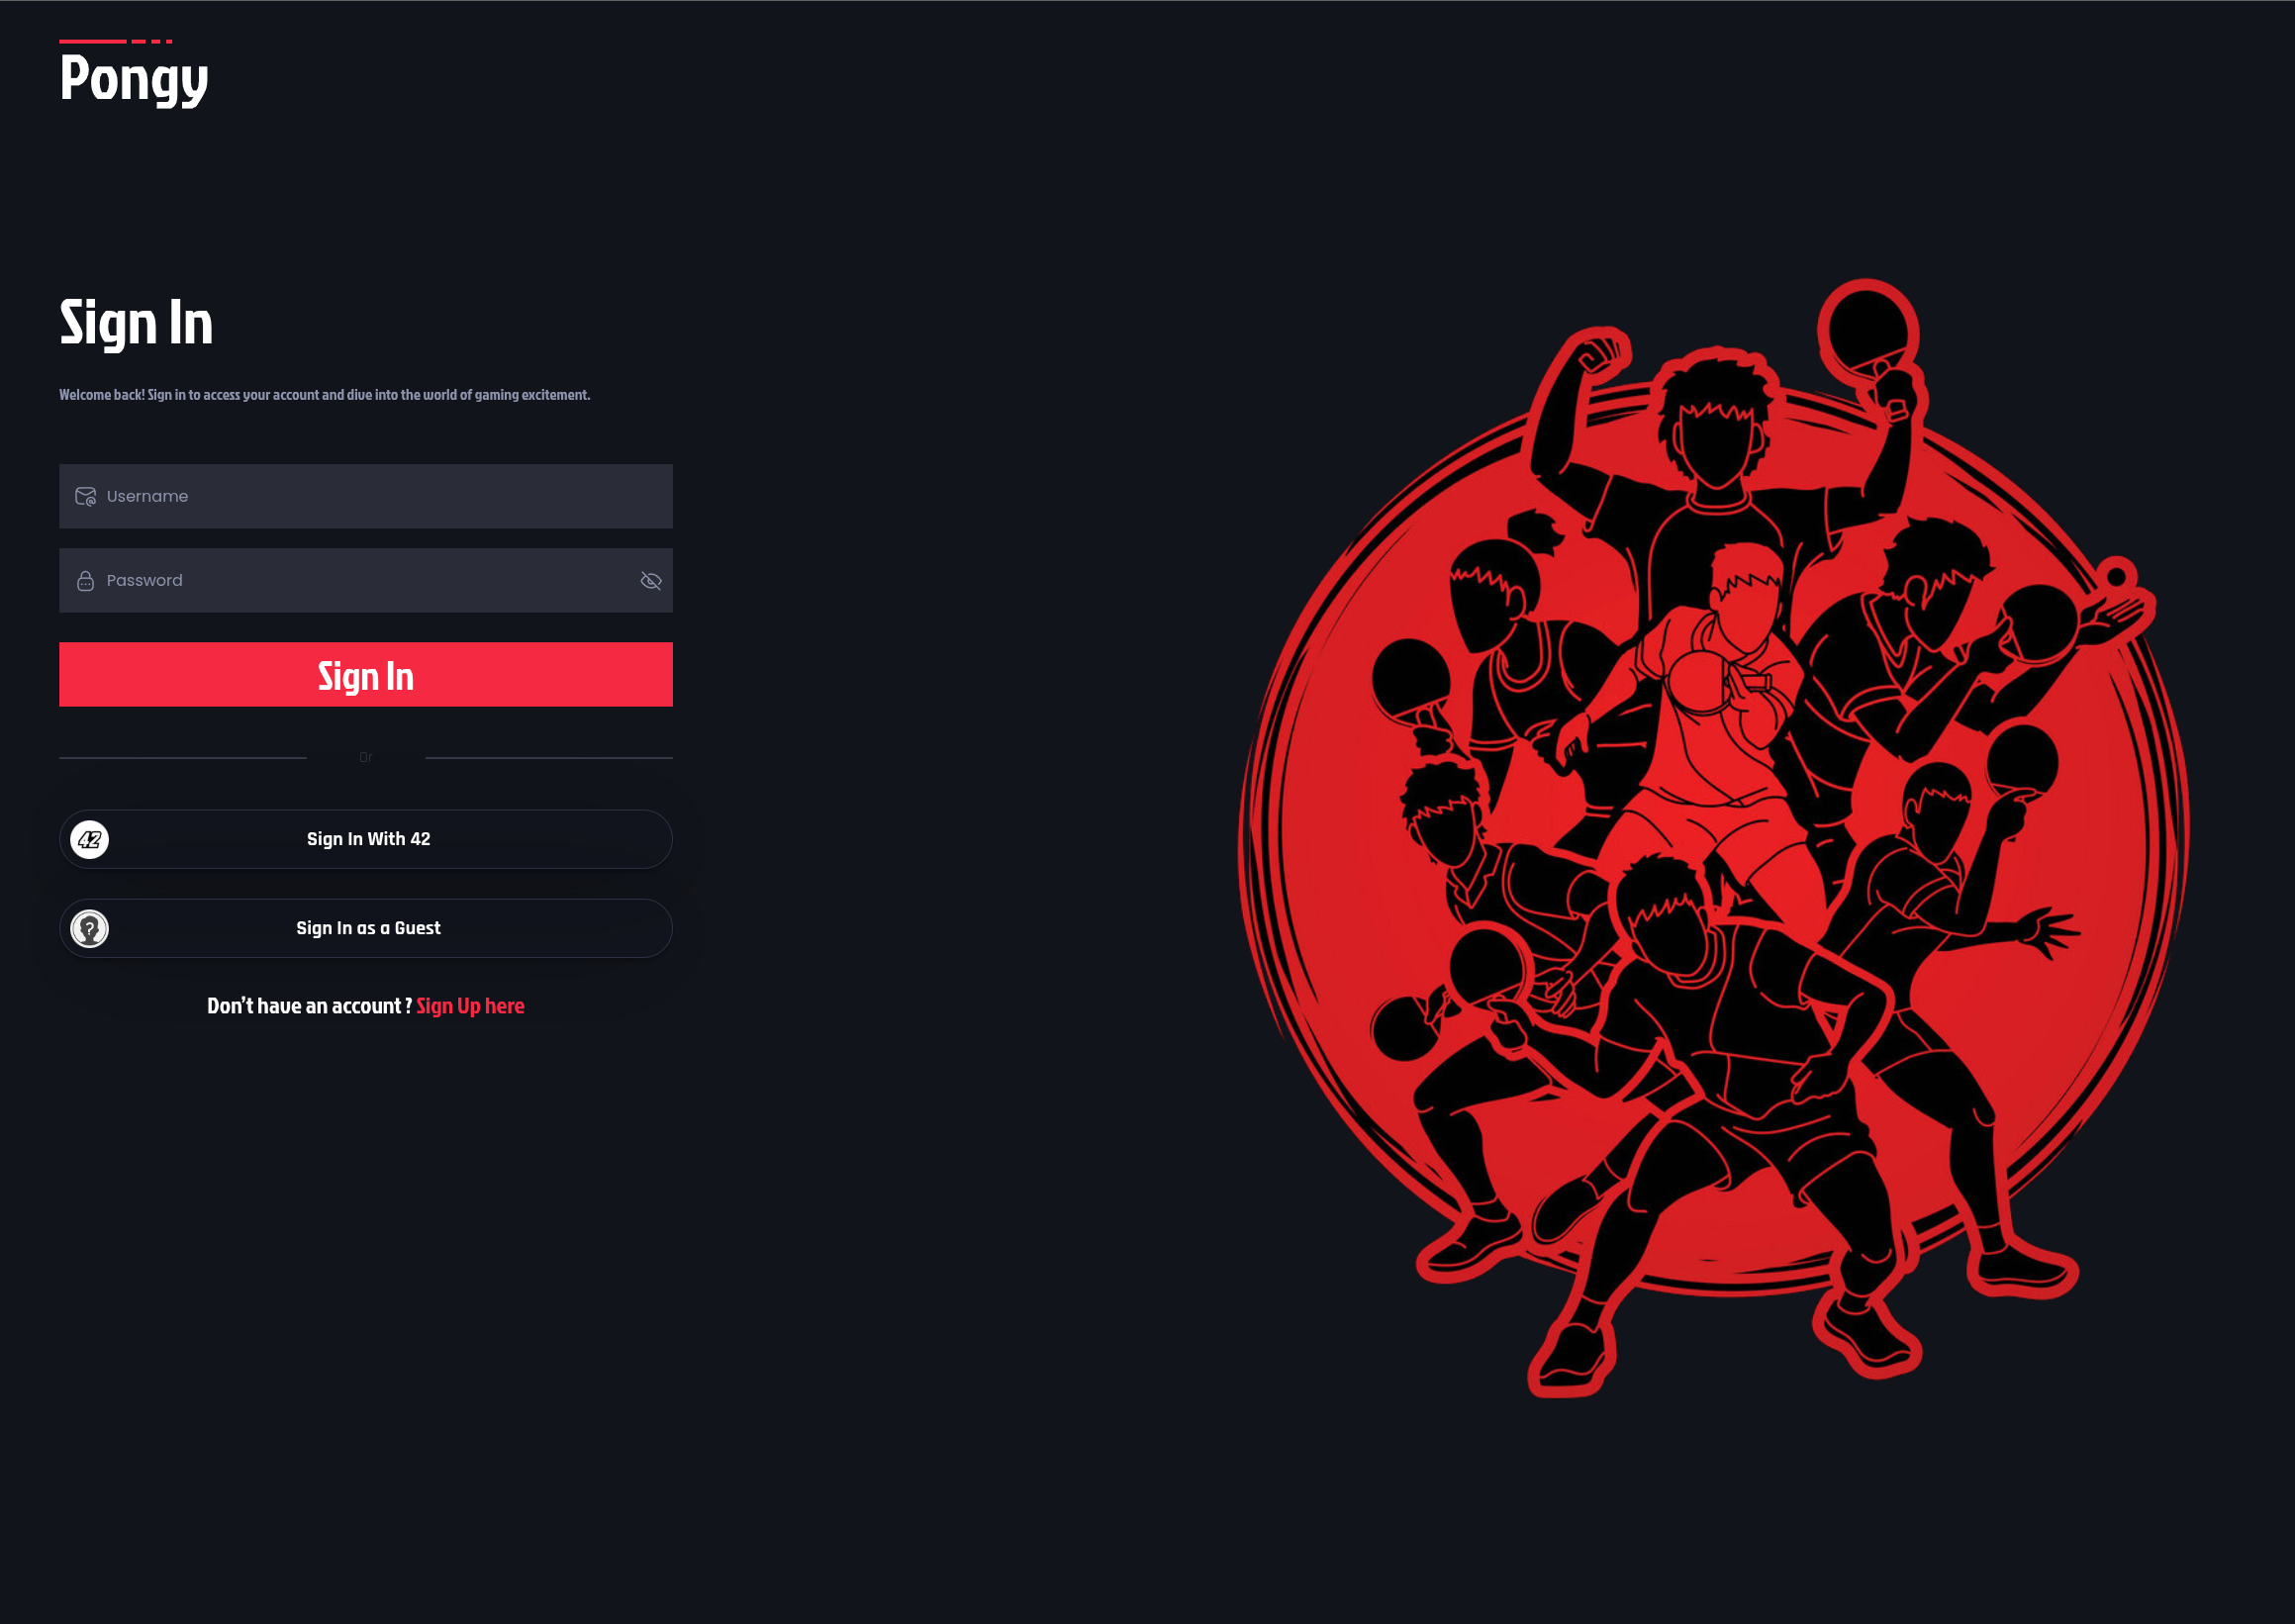 Pongy
Sign In
Welcome back! Sign in to access your account and dive into the world of gaming excitement.
Username
Password
Sign In
Or
42
Sign In With 42
?
Sign In as a Guest
Don't have an account ? Sign Up here